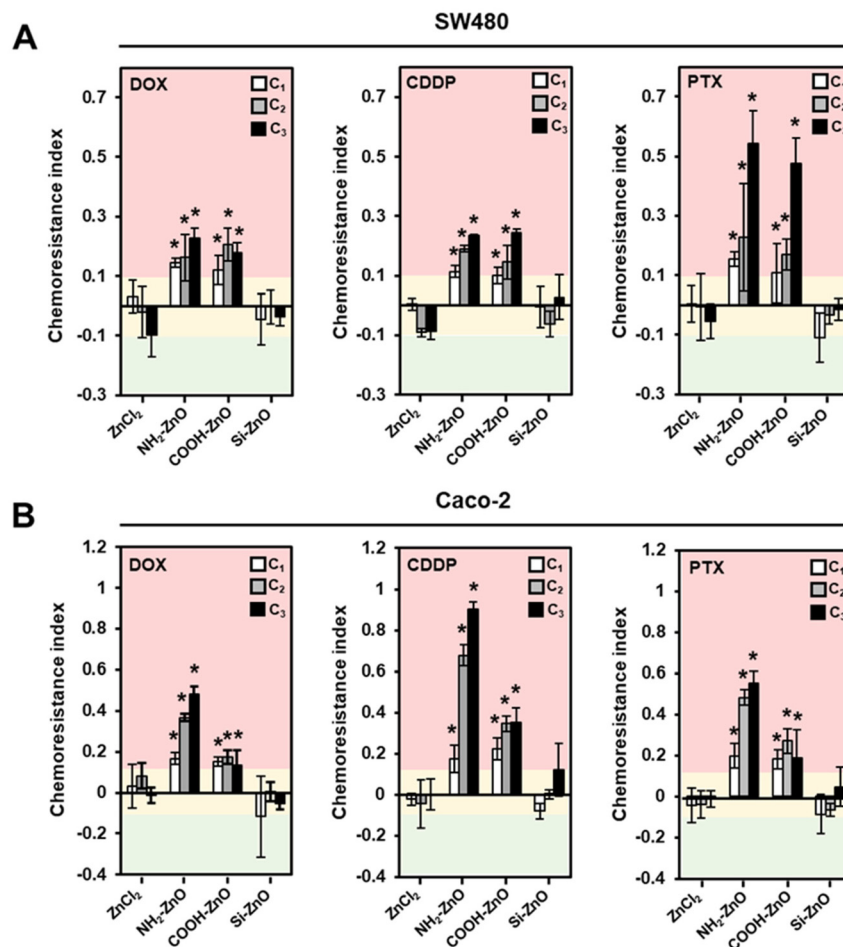 A
SW480
Chemoresistance index
0.7
0.5
0.3
0.1
-0.1
-0.3
DOX
C₁
C₂
C₃
* * * * * *
ZnCl₂
NH₂-ZnO
COOH-ZnO
Si-ZnO
Chemoresistance index
0.7
0.5
0.3
0.1
-0.1
-0.3
CDDP
C₁
C₂
C₃
* * * * * *
ZnCl₂
NH₂-ZnO
COOH-ZnO
Si-ZnO
Chemoresistance index
0.7
0.5
0.3
0.1
-0.1
-0.3
PTX
C
C
C
* * * * * *
ZnCl₂
NH₂-ZnO
COOH-ZnO
Si-ZnO
B
Caco-2
Chemoresistance index
1.2
1
0.8
0.6
0.4
0.2
0
-0.2
-0.4
DOX
C₁
C₂
C₃
* * * * * *
ZnCl₂
NH₂-ZnO
COOH-ZnO
Si-ZnO
Chemoresistance index
1.2
1
0.8
0.6
0.4
0.2
0
-0.2
-0.4
CDDP
C₁
C₂
C₃
* * * * * *
ZnCl₂
NH₂-ZnO
COOH-ZnO
Si-ZnO
Chemoresistance index
1.2
1
0.8
0.6
0.4
0.2
0
-0.2
-0.4
PTX
C₁
C₂
C₃
* * * * * *
ZnCl₂
NH₂-ZnO
COOH-ZnO
Si-ZnO